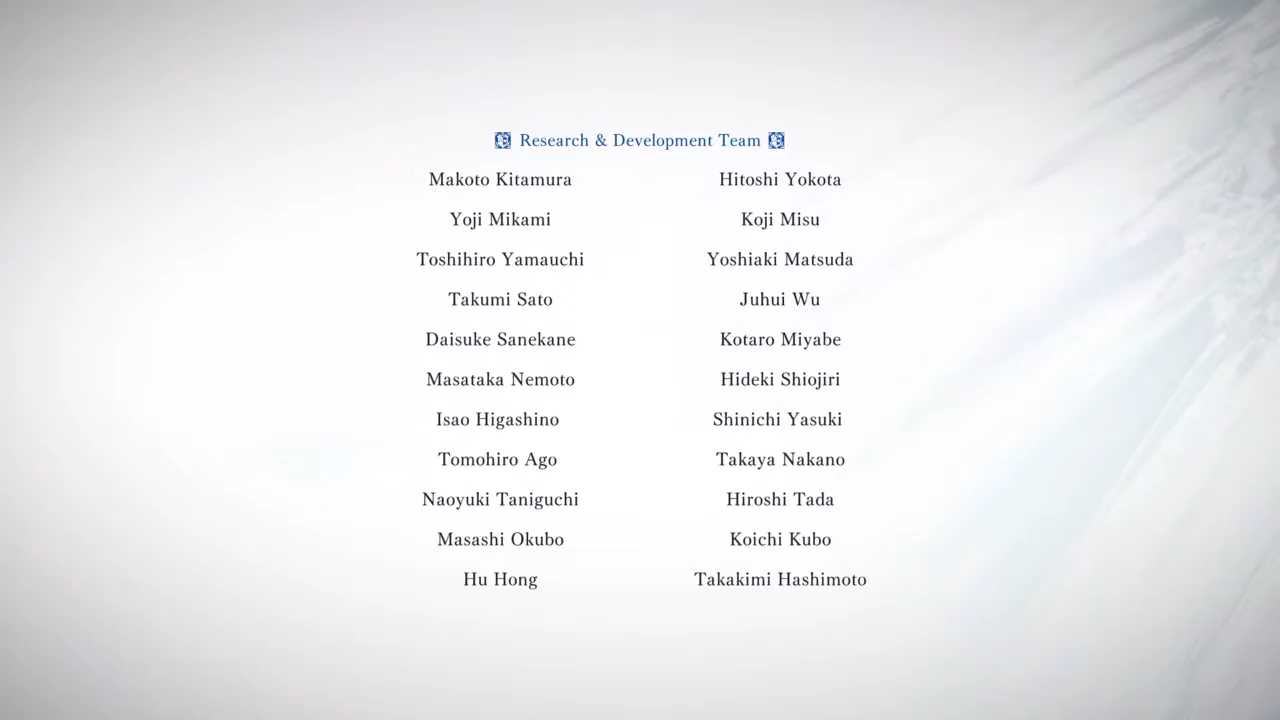 Research & Development Team
Makoto Kitamura Hitoshi Yokota
Yoji Mikami Koji Misu
Toshihiro Yamauchi Yoshiaki Matsuda
Takumi Sato Juhui Wu
Daisuke Sanekane Kotaro Miyabe
Masataka Nemoto Hideki Shiojiri
Isao Higashino Shinichi Yasuki
Tomohiro Ago Takaya Nakano
Naoyuki Taniguchi Hiroshi Tada
Masashi Okubo Koichi Kubo
Hu Hong Takakimi Hashimoto